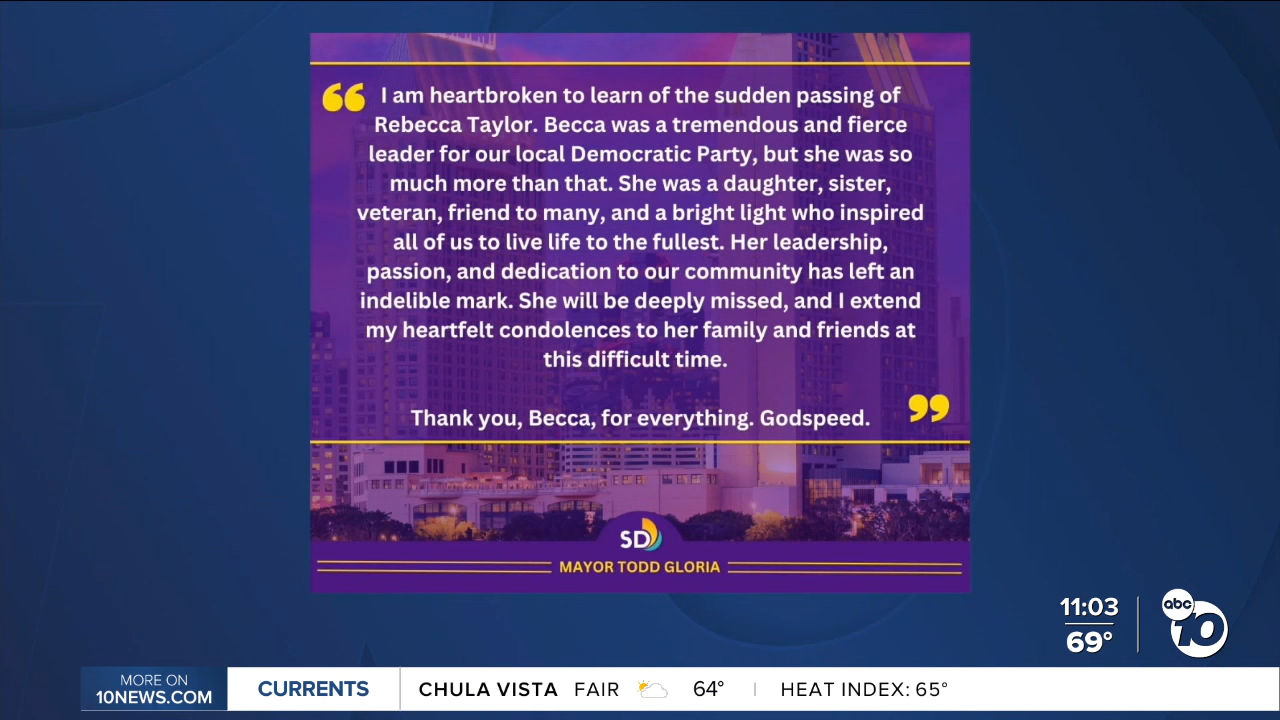 “ I am heartbroken to learn of the sudden passing of
Rebecca Taylor. Becca was a tremendous and fierce
leader for our local Democratic Party, but she was so
much more than that. She was a daughter, sister,
veteran, friend to many, and a bright light who inspired
all of us to live life to the fullest. Her leadership,
passion, and dedication to our community has left an
indelible mark. She will be deeply missed, and I extend
my heartfelt condolences to her family and friends at
this difficult time.
Thank you, Becca, for everything. Godspeed. ”
SD
MAYOR TODD GLORIA
11:03
69°
abc
10
MORE ON
10NEWS.COM
CURRENTS
CHULA VISTA FAIR 64° | HEAT INDEX: 65°